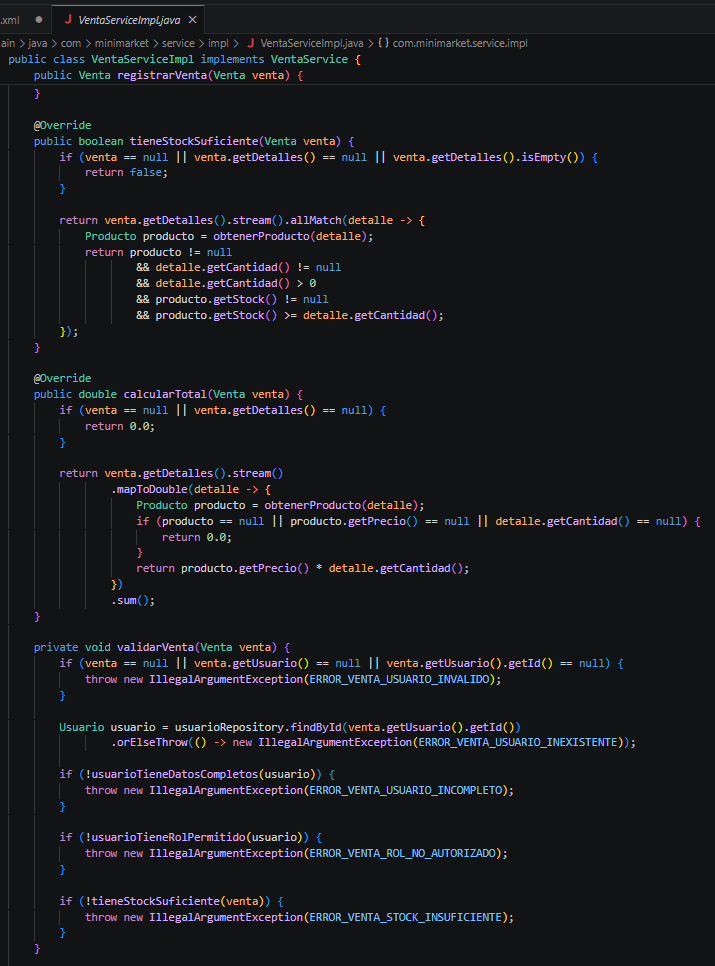 .xml ● J VentaServiceImpl.java ×
ain > java > com > minimarket > service > impl > J VentaServiceImpl.java > {} com.minimarket.service.impl
public class VentaServiceImpl implements VentaService {
    public Venta registrarVenta(Venta venta) {
    }

    @Override
    public boolean tieneStockSuficiente(Venta venta) {
        if (venta == null || venta.getDetalles() == null || venta.getDetalles().isEmpty()) {
            return false;
        }

        return venta.getDetalles().stream().allMatch(detalle -> {
            Producto producto = obtenerProducto(detalle);
            return producto != null
                    && detalle.getCantidad() != null
                    && detalle.getCantidad() > 0
                    && producto.getStock() != null
                    && producto.getStock() >= detalle.getCantidad();
        });
    }

    @Override
    public double calcularTotal(Venta venta) {
        if (venta == null || venta.getDetalles() == null) {
            return 0.0;
        }

        return venta.getDetalles().stream()
                .mapToDouble(detalle -> {
                    Producto producto = obtenerProducto(detalle);
                    if (producto == null || producto.getPrecio() == null || detalle.getCantidad() == null) {
                        return 0.0;
                    }
                    return producto.getPrecio() * detalle.getCantidad();
                })
                .sum();
    }

    private void validarVenta(Venta venta) {
        if (venta == null || venta.getUsuario() == null || venta.getUsuario().getId() == null) {
            throw new IllegalArgumentException(ERROR_VENTA_USUARIO_INVALIDO);
        }

        Usuario usuario = usuarioRepository.findById(venta.getUsuario().getId())
                .orElseThrow(() -> new IllegalArgumentException(ERROR_VENTA_USUARIO_INEXISTENTE));

        if (!usuarioTieneDatosCompletos(usuario)) {
            throw new IllegalArgumentException(ERROR_VENTA_USUARIO_INCOMPLETO);
        }

        if (!usuarioTieneRolPermitido(usuario)) {
            throw new IllegalArgumentException(ERROR_VENTA_ROL_NO_AUTORIZADO);
        }

        if (!tieneStockSuficiente(venta)) {
            throw new IllegalArgumentException(ERROR_VENTA_STOCK_INSUFICIENTE);
        }
    }